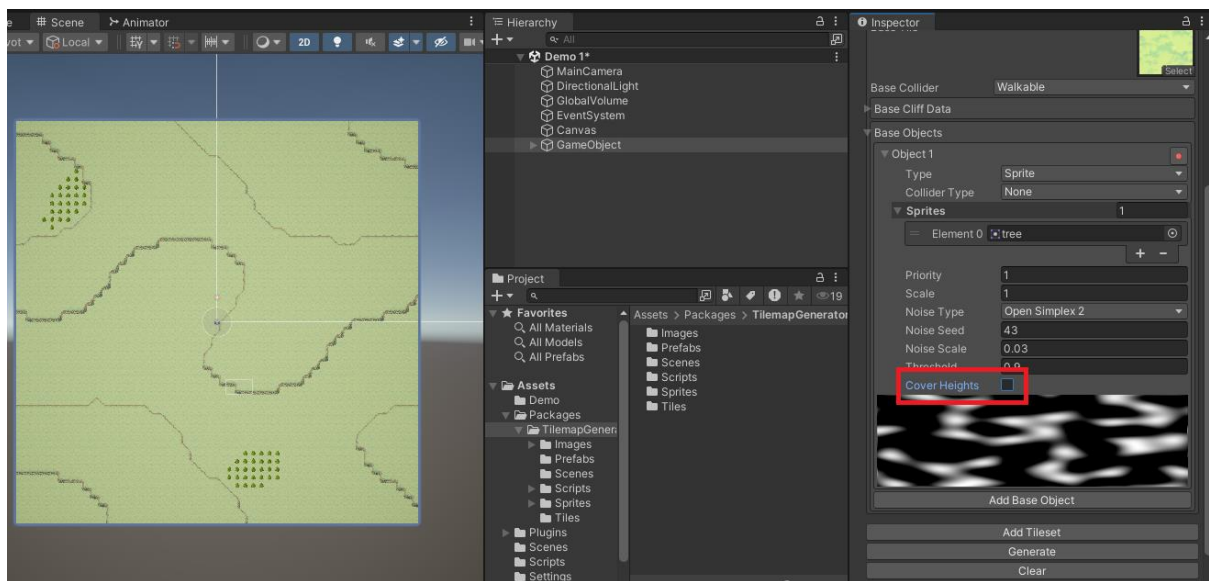 e # Scene Animator
vot Local 2D
Hierarchy
All
Demo 1*
MainCamera
DirectionalLight
GlobalVolume
EventSystem
Canvas
GameObject
Project
19
Favorites
All Materials
All Models
All Prefabs
Assets
Demo
Packages
TilemapGenera
Images
Prefabs
Scenes
Scripts
Sprites
Tiles
Plugins
Scenes
Scripts
Settings
Assets > Packages > TilemapGenerator
Images
Prefabs
Scenes
Scripts
Sprites
Tiles
Inspector
Select
Base Collider Walkable
Base Cliff Data
Base Objects
Object 1
Type Sprite
Collider Type None
Sprites 1
Element 0 tree
+ -
Priority 1
Scale 1
Noise Type Open Simplex 2
Noise Seed 43
Noise Scale 0.03
Threshold 0.9
Cover Heights
Add Base Object
Add Tileset
Generate
Clear